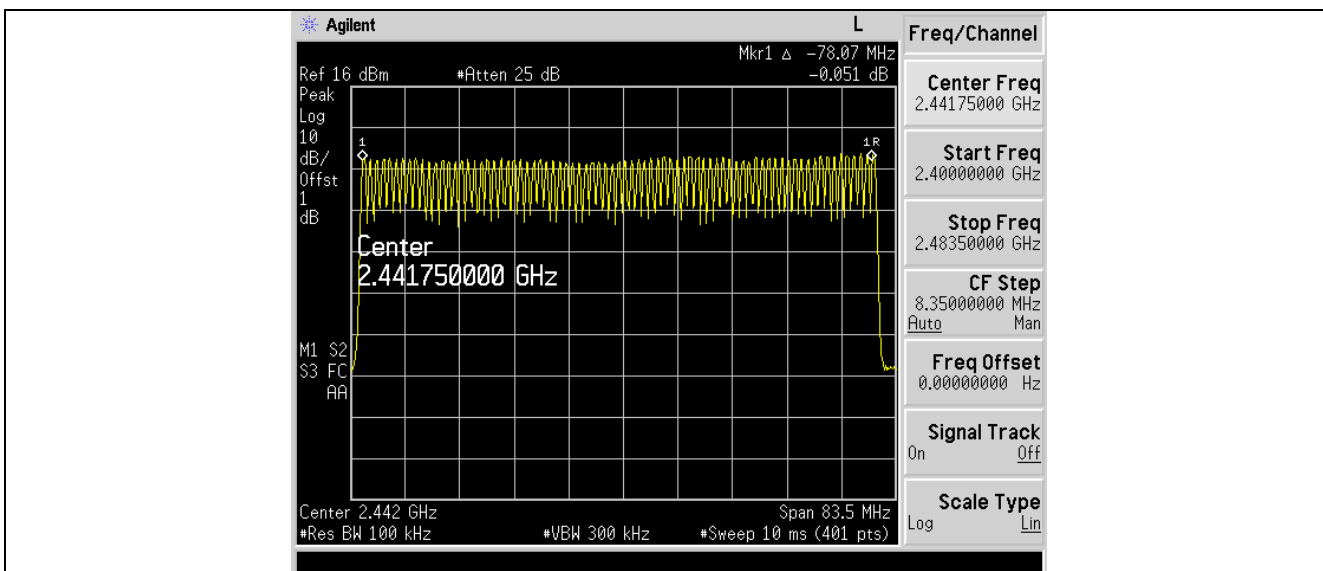 Agilent L
Mkr1 Δ -78.07 MHz
Ref 16 dBm #Atten 25 dB -0.051 dB
Peak
Log
10
dB/
Offst
1
dB
1 1R
Center
2.441750000 GHz
M1 S2
S3 FC
AA
Center 2.442 GHz Span 83.5 MHz
#Res BW 100 kHz #VBW 300 kHz #Sweep 10 ms (401 pts)
Freq/Channel
Center Freq
2.44175000 GHz
Start Freq
2.40000000 GHz
Stop Freq
2.48350000 GHz
CF Step
8.35000000 MHz
Auto Man
Freq Offset
0.00000000 Hz
Signal Track
On Off
Scale Type
Log Lin